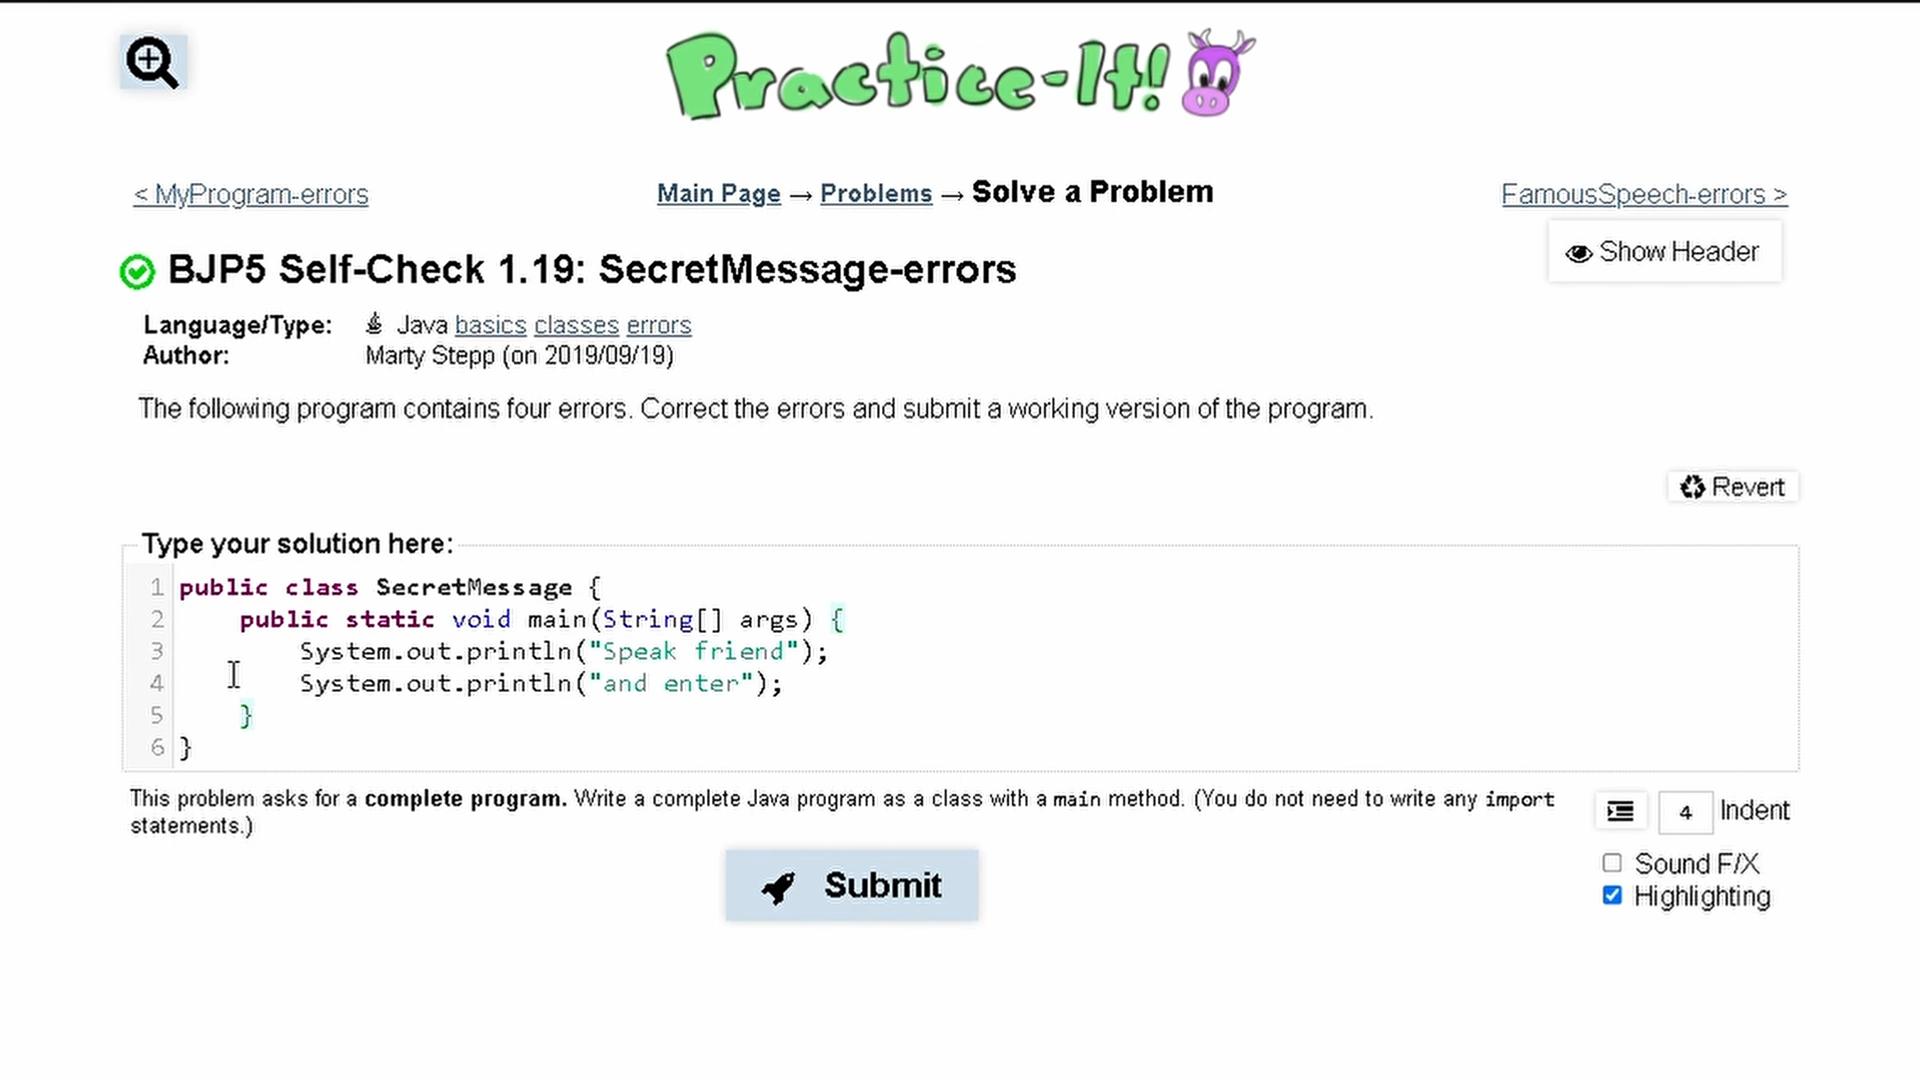 Practice-It!
< MyProgram-errors
Main Page → Problems → Solve a Problem
FamousSpeech-errors >
Show Header
BJP5 Self-Check 1.19: SecretMessage-errors
Language/Type: Java basics classes errors
Author: Marty Stepp (on 2019/09/19)
The following program contains four errors. Correct the errors and submit a working version of the program.
Revert
Type your solution here:
1 public class SecretMessage {
2     public static void main(String[] args) {
3         System.out.println("Speak friend");
4         System.out.println("and enter");
5     }
6 }
This problem asks for a complete program. Write a complete Java program as a class with a main method. (You do not need to write any import
statements.)
4 Indent
Submit
Sound F/X
Highlighting